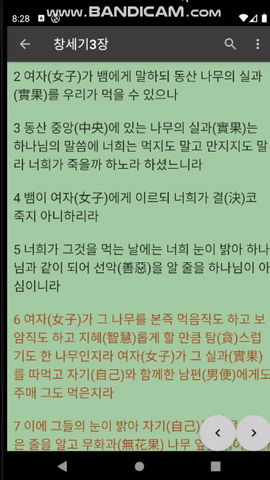 www.BANDICAM.com
8:28
창세기3장
2 여자(女子)가 뱀에게 말하되 동산 나무의 실과
(實果)를 우리가 먹을 수 있으나
3 동산 중앙(中央)에 있는 나무의 실과(實果)는
하나님의 말씀에 너희는 먹지도 말고 만지지도 말
라 너희가 죽을까 하노라 하셨느니라
4 뱀이 여자(女子)에게 이르되 너희가 결(決)코
죽지 아니하리라
5 너희가 그것을 먹는 날에는 너희 눈이 밝아 하나
님과 같이 되어 선악(善惡)을 알 줄을 하나님이 아
심이니라
6 여자(女子)가 그 나무를 본즉 먹음직도 하고 보
암직도 하고 지혜(智慧)롭게 할 만큼 탐(貪)스럽
기도 한 나무인지라 여자(女子)가 그 실과(實果)
를 따먹고 자기(自己)와 함께한 남편(男便)에게도
주매 그도 먹은지라
7 이에 그들의 눈이 밝아 자기(自己)
은 줄을 알고 무화과(無花果) 나무